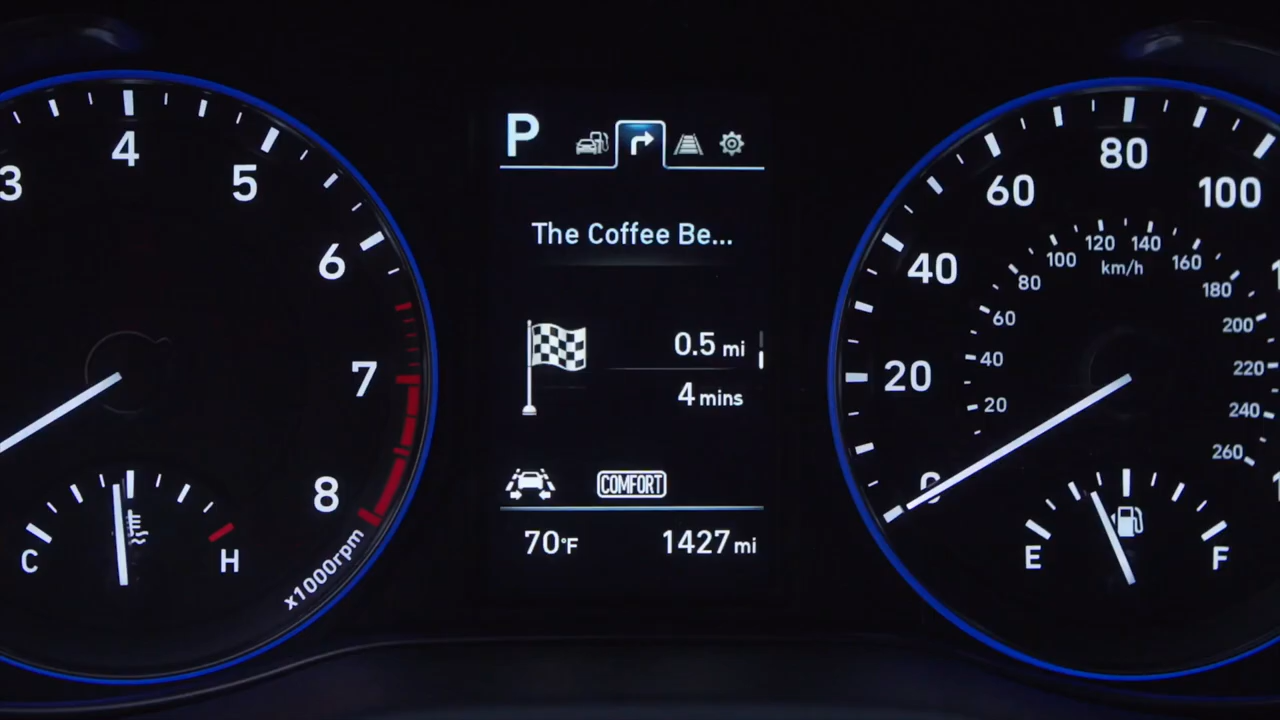 3
4
5
6
7
8
x1000rpm
C
H
P
The Coffee Be...
0.5 mi
4 mins
COMFORT
70°F
1427 mi
0
20
40
60
80
100
20
40
60
80
100
120
140
160
180
200
220
240
260
km/h
E
F